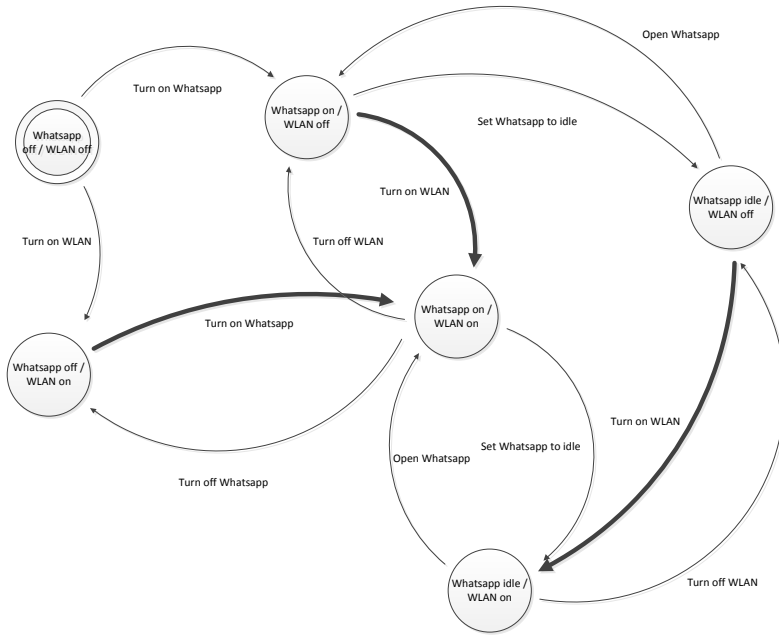 Open Whatsapp
Turn on Whatsapp
Whatsapp on /
WLAN off
Set Whatsapp to idle
Whatsapp
off / WLAN off
Turn on WLAN
Whatsapp idle /
WLAN off
Turn on WLAN
Turn off WLAN
Whatsapp on /
WLAN on
Turn on Whatsapp
Whatsapp off /
WLAN on
Turn on WLAN
Set Whatsapp to idle
Open Whatsapp
Turn off Whatsapp
Whatsapp idle /
WLAN on
Turn off WLAN